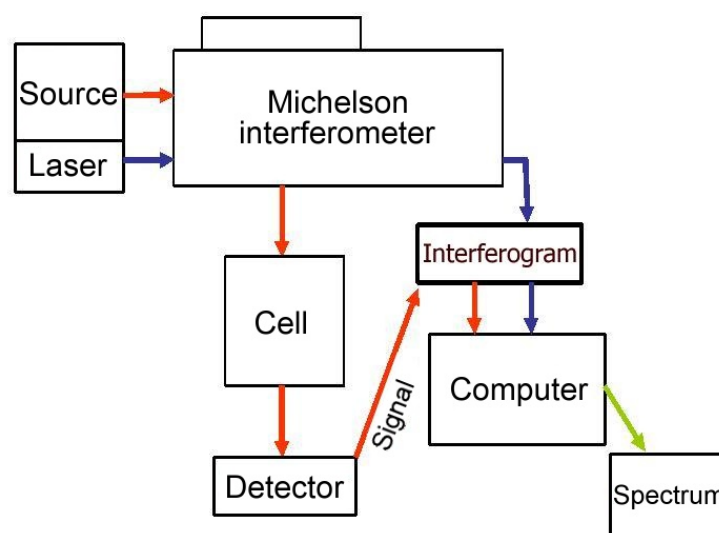 Source
Laser
Michelson
interferometer
Interferogram
Cell
Computer
Signal
Detector
Spectrum